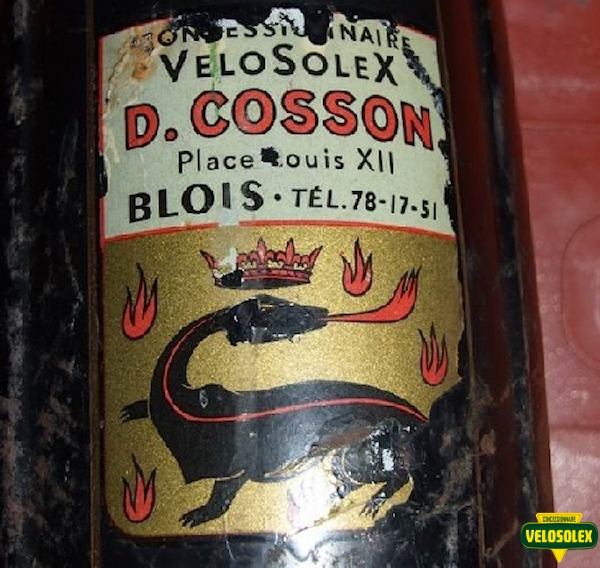 CONCESSIONNAIRE
VELOSOLEX
D. COSSON
Place Louis XII
BLOIS · TÉL. 78-17-51
CONCESSIONNAIRE
VELOSOLEX